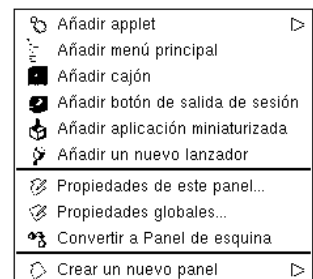 Añadir applet
Añadir menú principal
Añadir cajón
Añadir botón de salida de sesión
Añadir aplicación miniaturizada
Añadir un nuevo lanzador
Propiedades de este panel...
Propiedades globales...
Convertir a Panel de esquina
Crear un nuevo panel